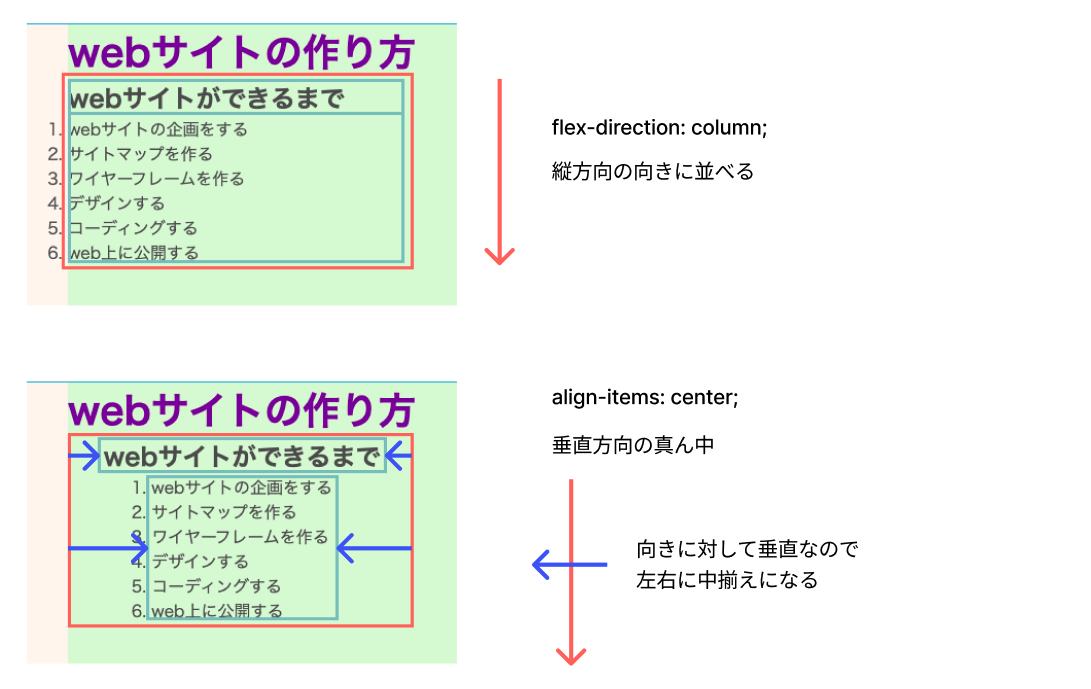 webサイトの作り方
webサイトができるまで
1. webサイトの企画をする
2. サイトマップを作る
3. ワイヤーフレームを作る
4. デザインする
5. コーディングする
6. web上に公開する
flex-direction: column;
縦方向の向きに並べる
webサイトの作り方
webサイトができるまで
1. webサイトの企画をする
2. サイトマップを作る
3. ワイヤーフレームを作る
4. デザインする
5. コーディングする
6. web上に公開する
align-items: center;
垂直方向の真ん中
向きに対して垂直なので
左右に中揃えになる